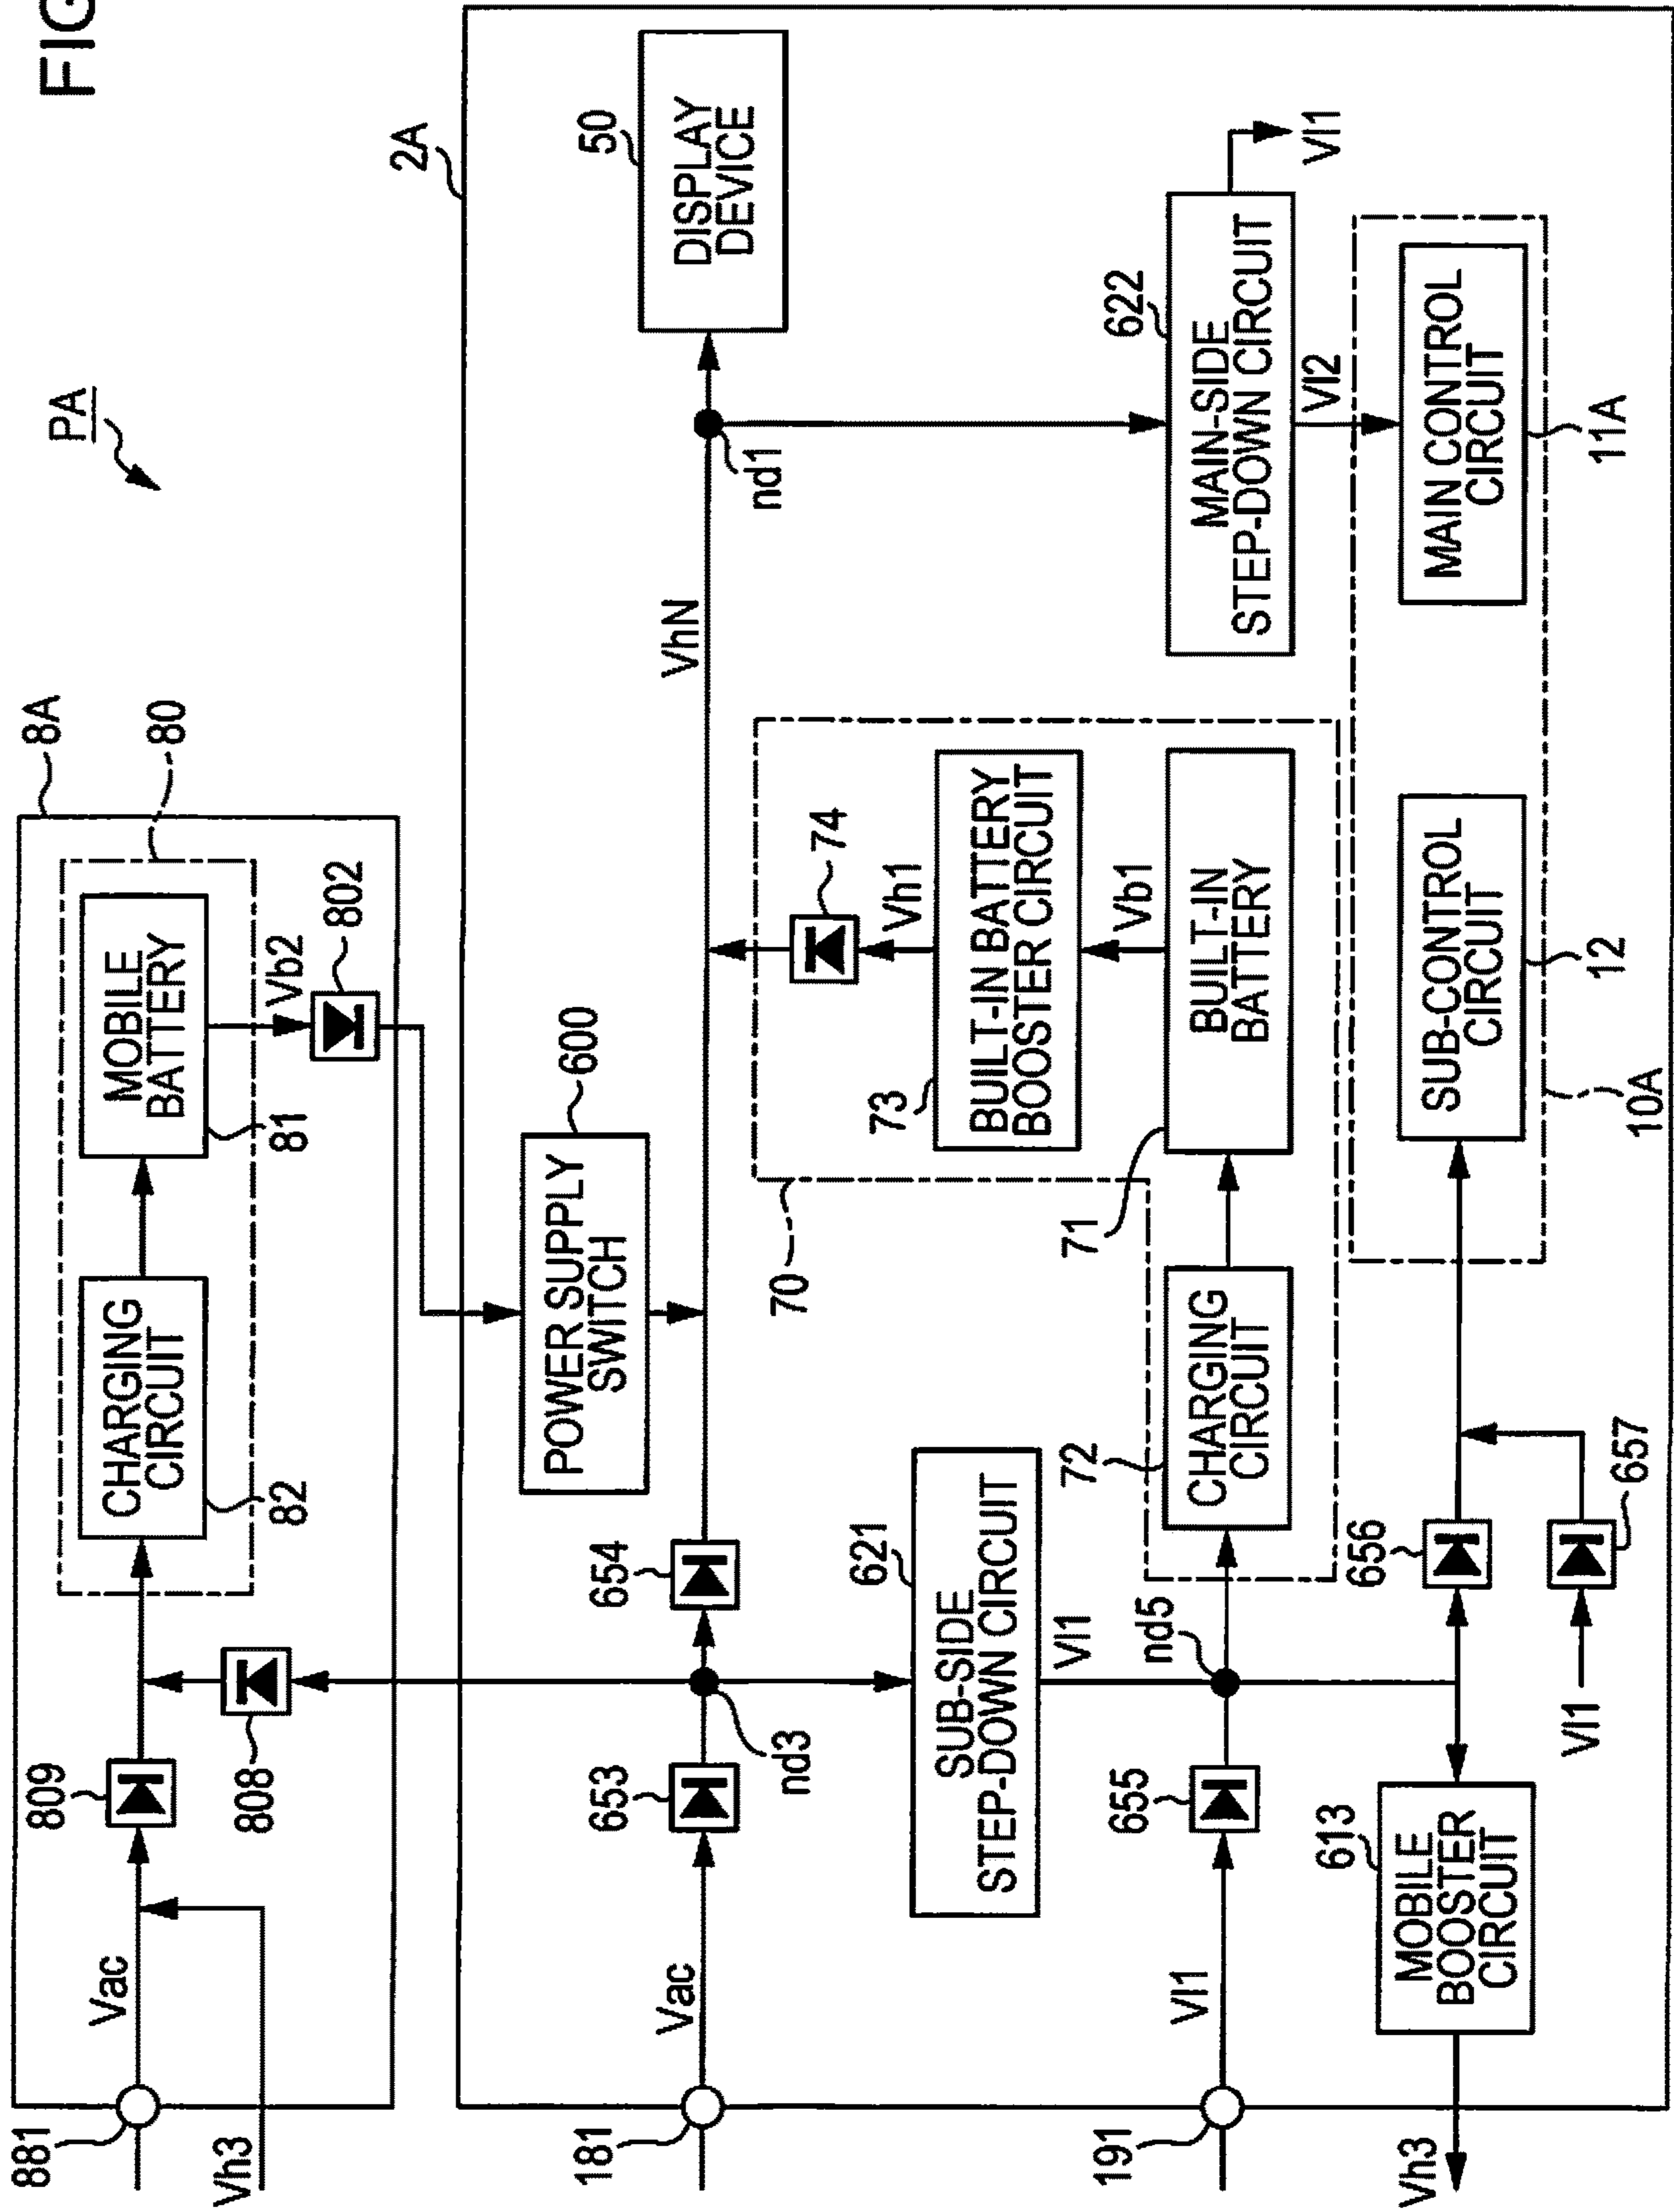 FIG
PA
8A
80
CHARGING
CIRCUIT
82
MOBILE
BATTERY
81
Vb2
802
809
808
Vac
881
Vh3
2A
POWER SUPPLY
SWITCH
600
DISPLAY
DEVICE
50
VhN
nd1
654
653
nd3
Vac
181
SUB-SIDE
STEP-DOWN CIRCUIT
621
Vl1
nd5
70
74
Vh1
BUILT-IN BATTERY
BOOSTER CIRCUIT
73
Vb1
BUILT-IN
BATTERY
71
CHARGING
CIRCUIT
72
MAIN-SIDE
STEP-DOWN CIRCUIT
622
Vl1
Vl2
655
Vl1
191
MAIN CONTROL
CIRCUIT
11A
SUB-CONTROL
CIRCUIT
12
10A
656
657
Vl1
MOBILE
BOOSTER
CIRCUIT
613
Vh3